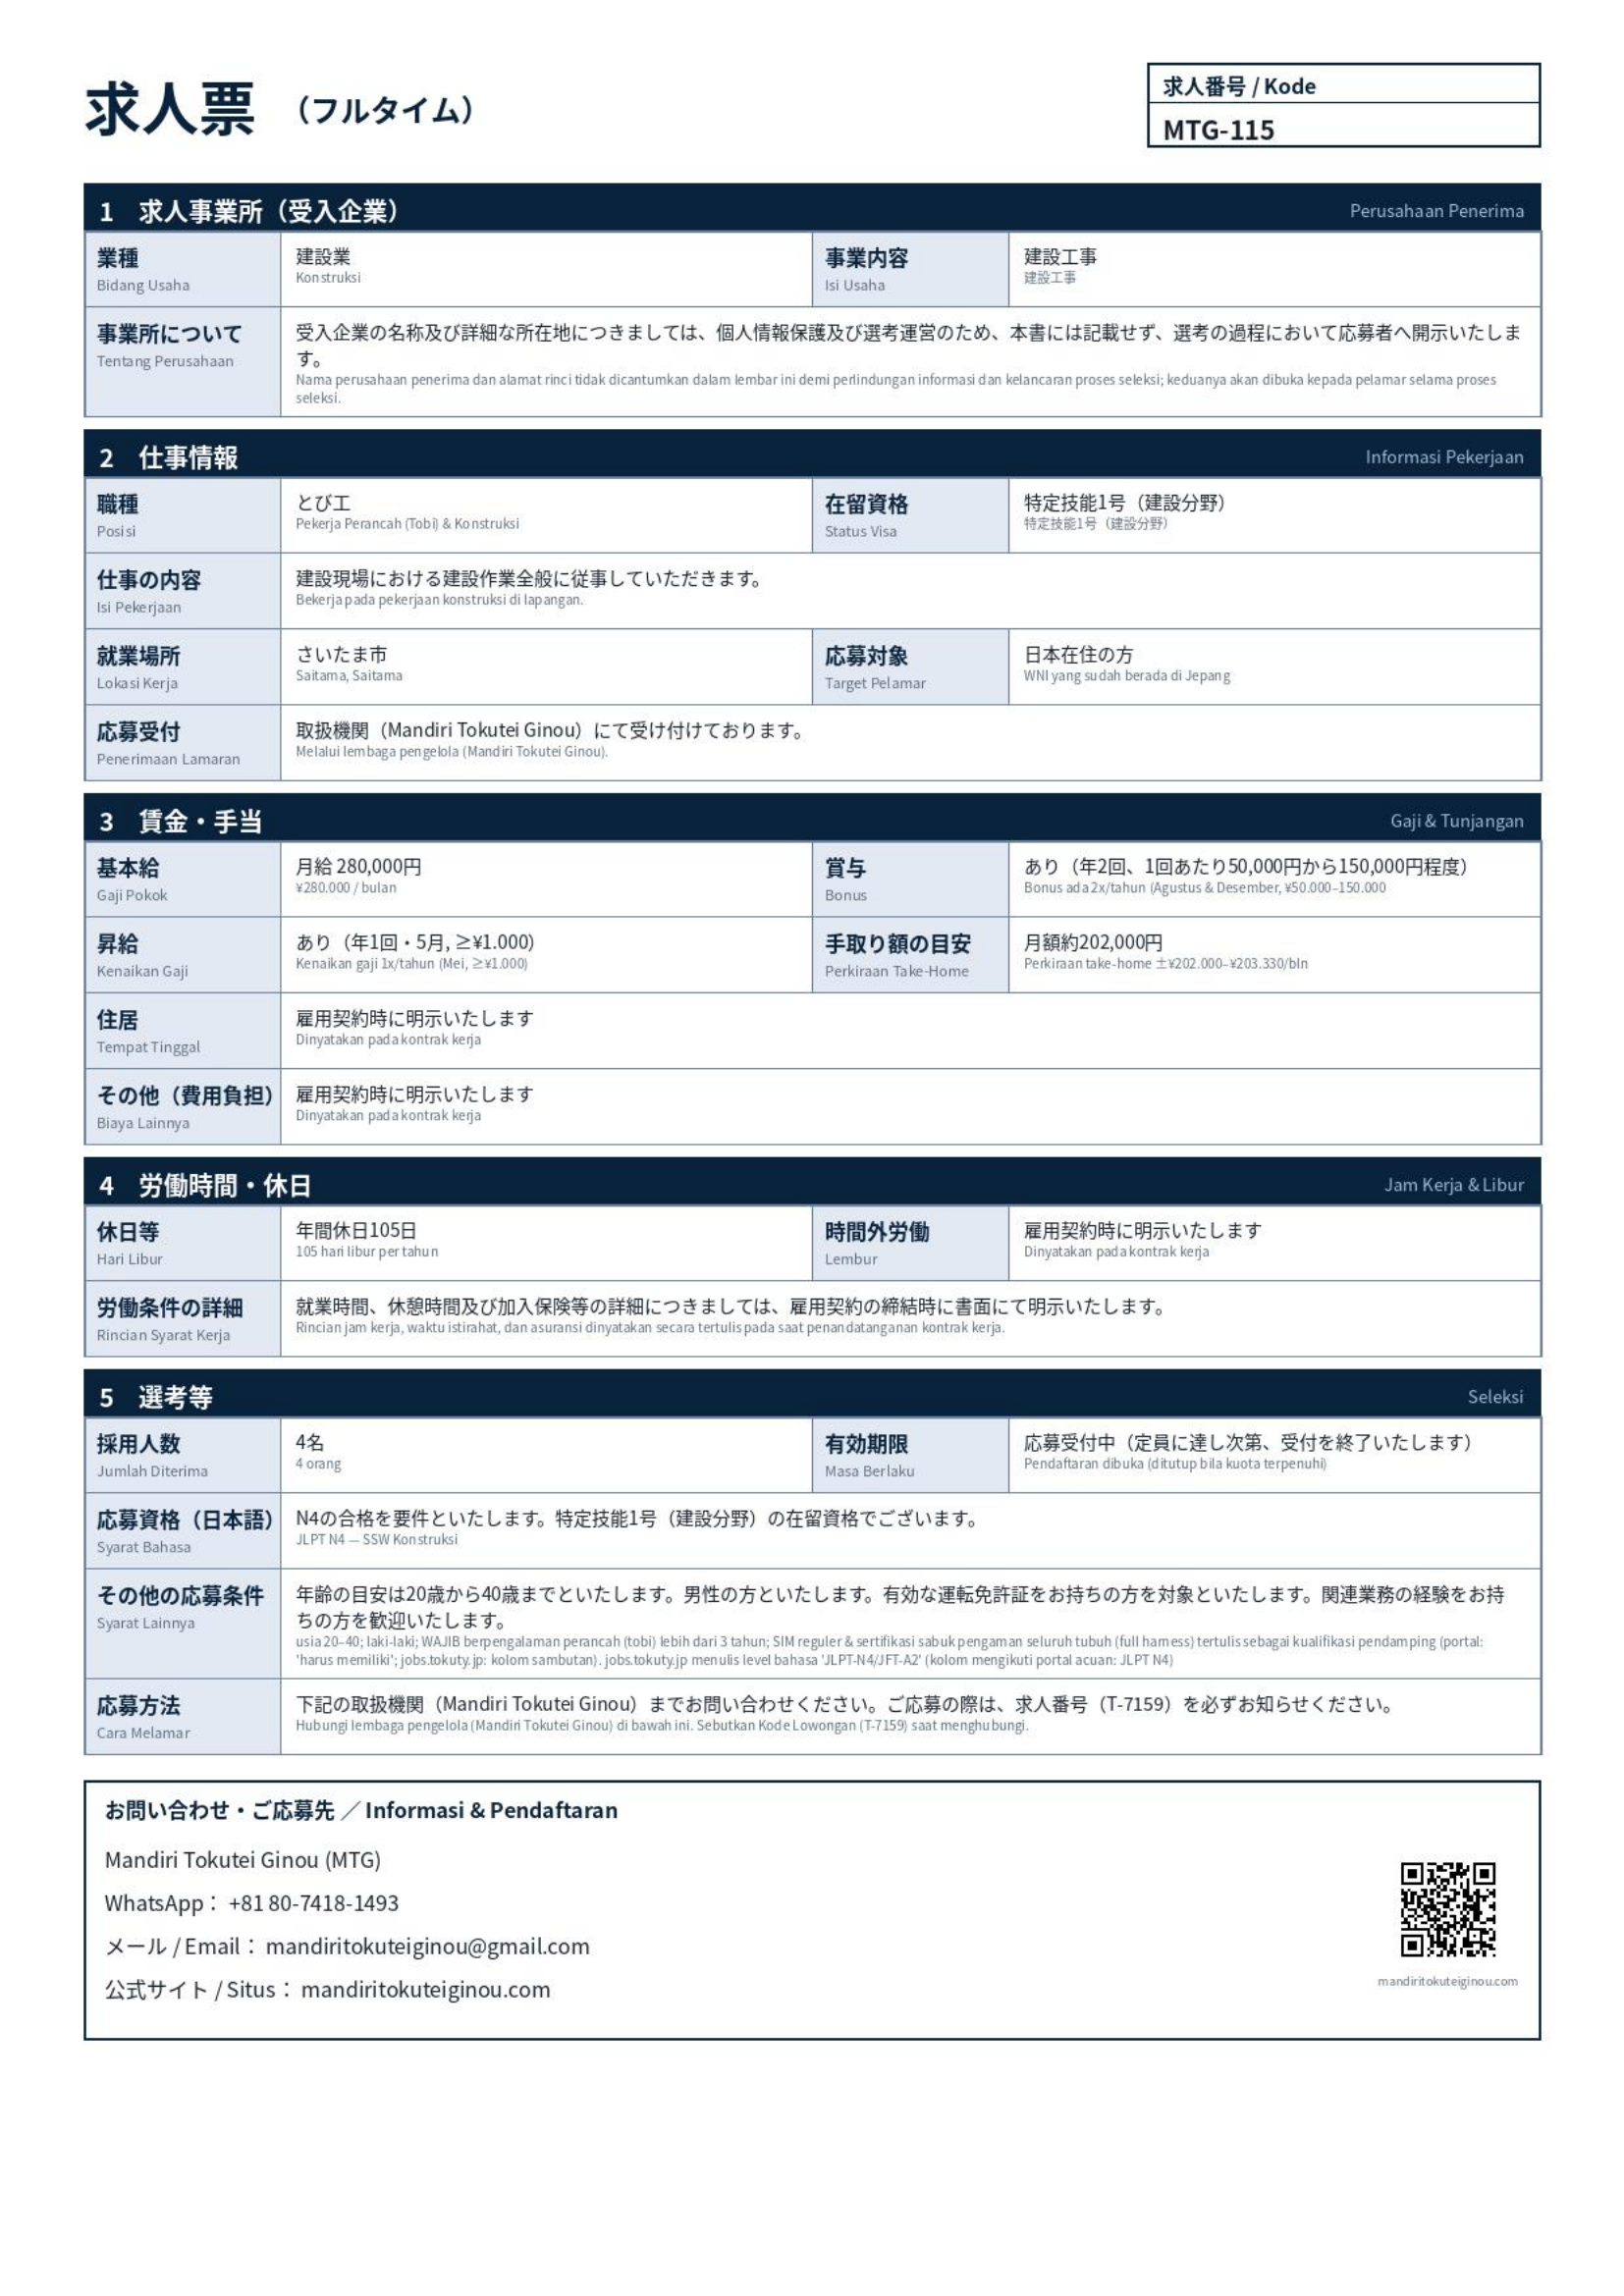 求人票 （フルタイム）
求人番号 / Kode
MTG-115
1 求人事業所（受入企業） Perusahaan Penerima
業種 建設業 事業内容 建設工事
Bidang Usaha Konstruksi Isi Usaha 建設工事
事業所について 受入企業の名称及び詳細な所在地につきましては、個人情報保護及び選考運営のため、本書には記載せず、選考の過程において応募者へ開示いたしま
Tentang Perusahaan す。
Nama perusahaan penerima dan alamat rinci tidak dicantumkan dalam lembar ini demi perlindungan informasi dan kelancaran proses seleksi; keduanya akan dibuka kepada pelamar selama proses
seleksi.
2 仕事情報 Informasi Pekerjaan
職種 とび工 在留資格 特定技能1号（建設分野）
Posisi Pekerja Perancah (Tobi) & Konstruksi Status Visa 特定技能1号（建設分野）
仕事の内容 建設現場における建設作業全般に従事していただきます。
Isi Pekerjaan Bekerja pada pekerjaan konstruksi di lapangan.
就業場所 さいたま市 応募対象 日本在住の方
Lokasi Kerja Saitama, Saitama Target Pelamar WNI yang sudah berada di Jepang
応募受付 取扱機関（Mandiri Tokutei Ginou）にて受け付けております。
Penerimaan Lamaran Melalui lembaga pengelola (Mandiri Tokutei Ginou).
3 賃金・手当 Gaji & Tunjangan
基本給 月給 280,000円 賞与 あり（年2回、1回あたり50,000円から150,000円程度）
Gaji Pokok ¥280.000 / bulan Bonus Bonus ada 2x/tahun (Agustus & Desember, ¥50.000–150.000
昇給 あり（年1回・5月, ≥¥1.000) 手取り額の目安 月額約202,000円
Kenaikan Gaji Kenaikan gaji 1x/tahun (Mei, ≥¥1.000) Perkiraan Take-Home Perkiraan take-home ±¥202.000–¥203.330/bln
住居 雇用契約時に明示いたします
Tempat Tinggal Dinyatakan pada kontrak kerja
その他（費用負担） 雇用契約時に明示いたします
Biaya Lainnya Dinyatakan pada kontrak kerja
4 労働時間・休日 Jam Kerja & Libur
休日等 年間休日105日 時間外労働 雇用契約時に明示いたします
Hari Libur 105 hari libur per tahun Lembur Dinyatakan pada kontrak kerja
労働条件の詳細 就業時間、休憩時間及び加入保険等の詳細につきましては、雇用契約の締結時に書面にて明示いたします。
Rincian Syarat Kerja Rincian jam kerja, waktu istirahat, dan asuransi dinyatakan secara tertulis pada saat penandatanganan kontrak kerja.
5 選考等 Seleksi
採用人数 4名 有効期限 応募受付中（定員に達し次第、受付を終了いたします）
Jumlah Diterima 4 orang Masa Berlaku Pendaftaran dibuka (ditutup bila kuota terpenuhi)
応募資格（日本語） N4の合格を要件といたします。特定技能1号（建設分野）の在留資格でございます。
Syarat Bahasa JLPT N4 — SSW Konstruksi
その他の応募条件 年齢の目安は20歳から40歳までといたします。男性の方といたします。有効な運転免許証をお持ちの方を対象といたします。関連業務の経験をお持
Syarat Lainnya ちの方を歓迎いたします。
usia 20–40; laki-laki; WAJIB berpengalaman perancah (tobi) lebih dari 3 tahun; SIM reguler & sertifikasi sabuk pengaman seluruh tubuh (full harness) tertulis sebagai kualifikasi pendamping (portal:
'harus memiliki'; jobs.tokuty.jp: kolom sambutan). jobs.tokuty.jp menulis level bahasa 'JLPT-N4/JFT-A2' (kolom mengikuti portal acuan: JLPT N4)
応募方法 下記の取扱機関（Mandiri Tokutei Ginou）までお問い合わせください。ご応募の際は、求人番号（T-7159）を必ずお知らせください。
Cara Melamar Hubungi lembaga pengelola (Mandiri Tokutei Ginou) di bawah ini. Sebutkan Kode Lowongan (T-7159) saat menghubungi.
お問い合わせ・ご応募先 ／ Informasi & Pendaftaran
Mandiri Tokutei Ginou (MTG)
WhatsApp： +81 80-7418-1493
メール / Email： mandiritokuteiginou@gmail.com
公式サイト / Situs： mandiritokuteiginou.com
mandiritokuteiginou.com